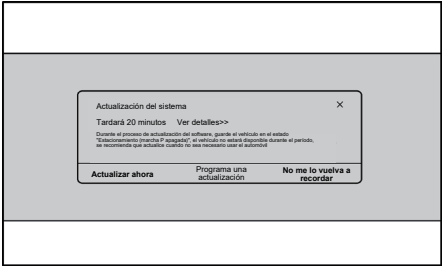 Actualización del sistema ×
Tardará 20 minutos Ver detalles>>
Durante el proceso de actualización del software, guarde el vehículo en el estado
"Estacionamiento (marcha P apagada)", el vehículo no estará disponible durante el período,
se recomienda que actualice cuando no sea necesario usar el automóvil
Actualizar ahora
Programa una
actualización
No me lo vuelva a
recordar